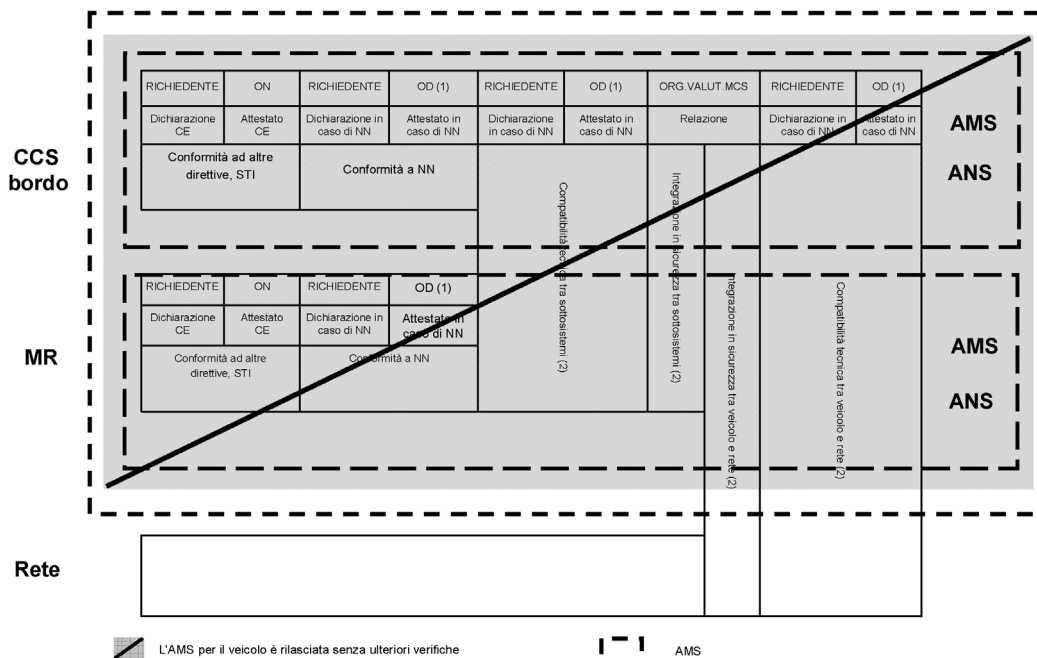 RICHIEDENTE ON RICHIEDENTE OD (1) RICHIEDENTE OD (1) ORG.VALUT.MCS RICHIEDENTE OD (1)
Dichiarazione CE
Attestato CE
Dichiarazione in caso di NN
Attestato in caso di NN
Dichiarazione in caso di NN
Attestato in caso di NN
Relazione
Dichiarazione in caso di NN
Attestato in caso di NN
AMS
CCS
bordo
Conformità ad altre
direttive, STI
Conformità a NN
ANS
Compatibilità tecnica tra sottosistemi (2)
Integrazione in sicurezza tra sottosistemi (2)
Integrazione in sicurezza tra veicolo e rete (2)
Compatibilità tecnica tra veicolo e rete (2)
RICHIEDENTE ON RICHIEDENTE OD (1)
Dichiarazione CE
Attestato CE
Dichiarazione in caso di NN
Attestato in caso di NN
MR
Conformità ad altre
direttive, STI
Conformità a NN
AMS
ANS
Rete
L'AMS per il veicolo è rilasciata senza ulteriori verifiche
AMS